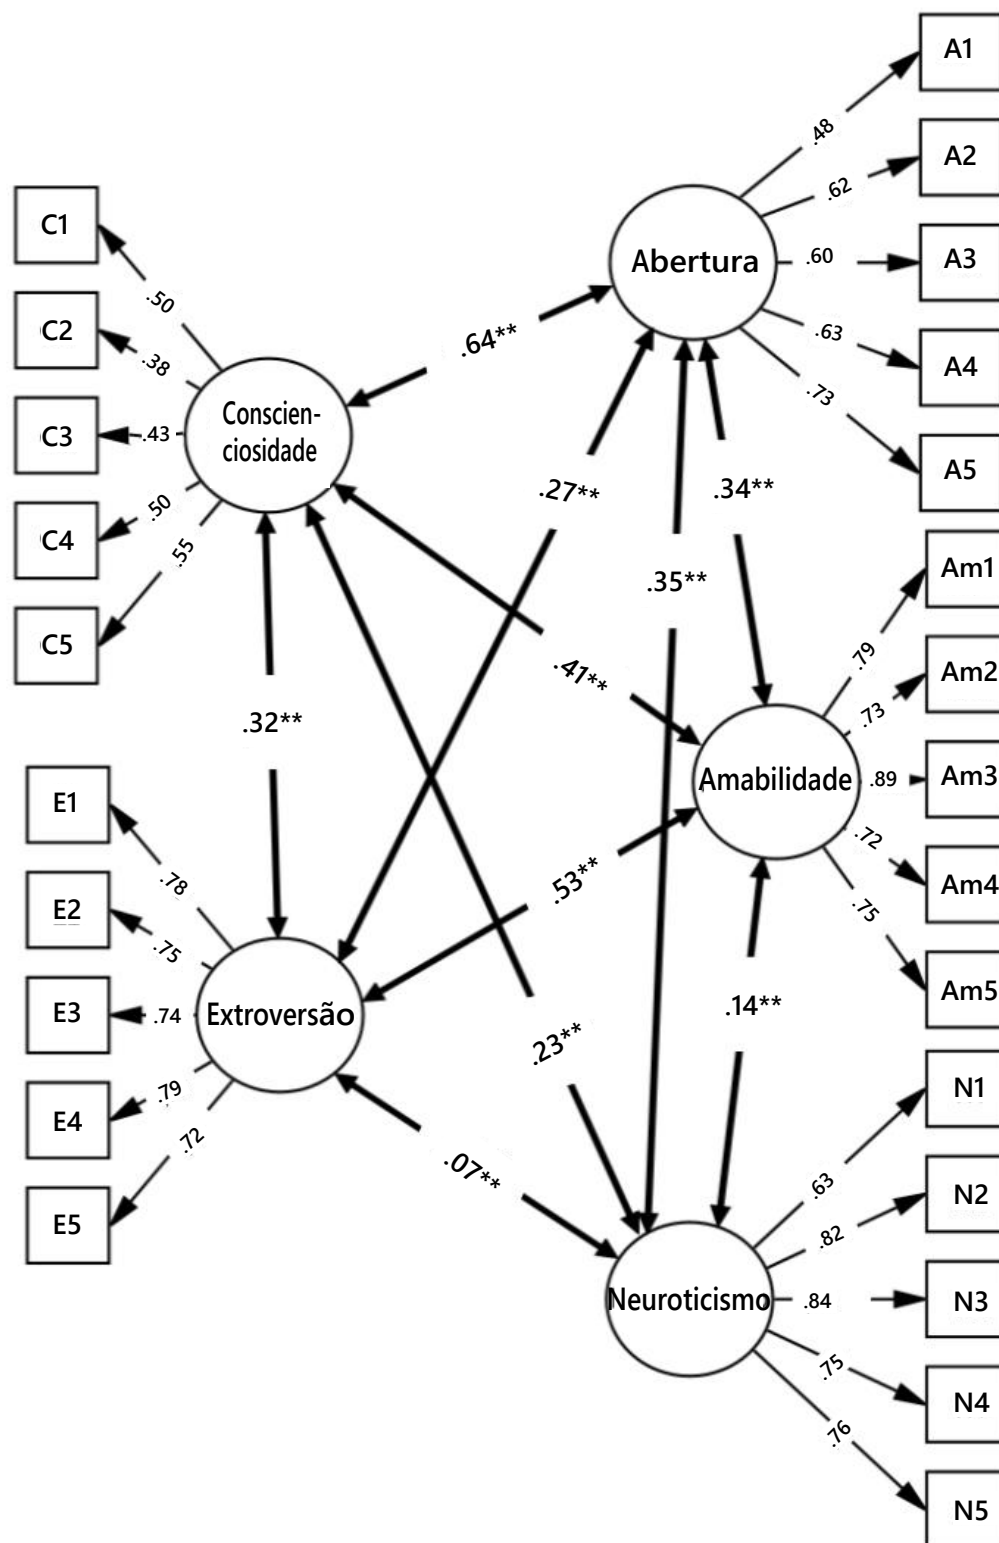 A1
.48
A2
.62
Abertura
.60
A3
.63
A4
.73
A5
C1
.50
C2
.38
Conscien-
ciosidade
.43
C3
.50
C4
.55
C5
.64**
.27**
.34**
.35**
.41**
.32**
.53**
.23**
.14**
.07**
Am1
.79
Am2
.73
Amabilidade
.89
Am3
.72
Am4
.75
Am5
E1
.78
E2
.75
Extroversão
.74
E3
.79
E4
.72
E5
N1
.63
N2
.82
Neuroticismo
.84
N3
.75
N4
.76
N5